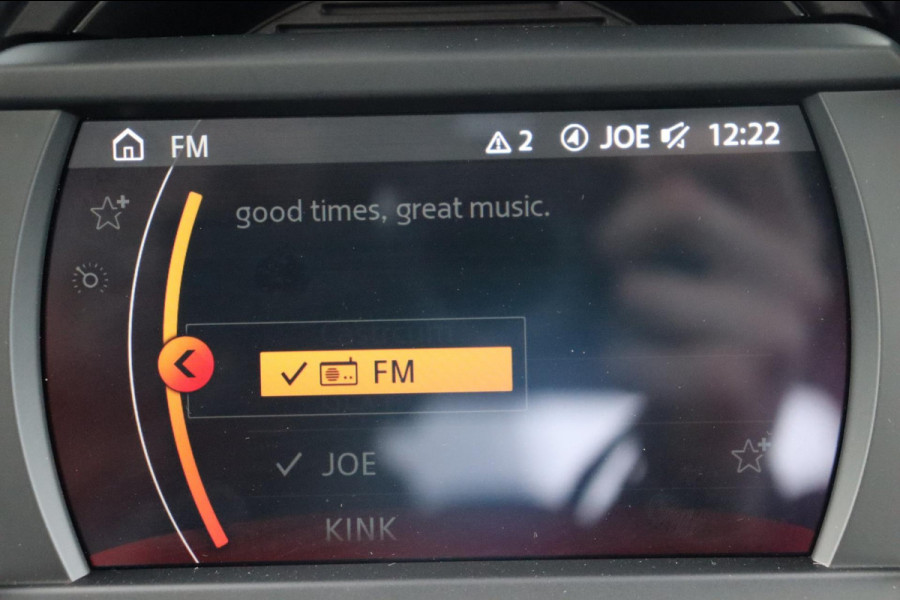 FM 2 JOE 12:22
good times, great music.
FM
JOE
KINK